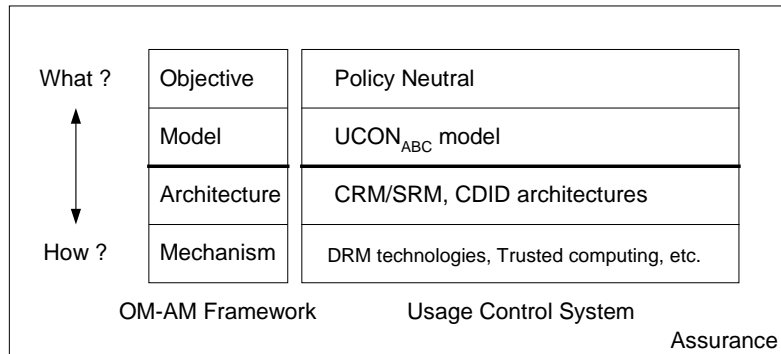 What ? Objective Policy Neutral
Model UCONABC model
Architecture CRM/SRM, CDID architectures
How ? Mechanism DRM technologies, Trusted computing, etc.
OM-AM Framework Usage Control System
Assurance